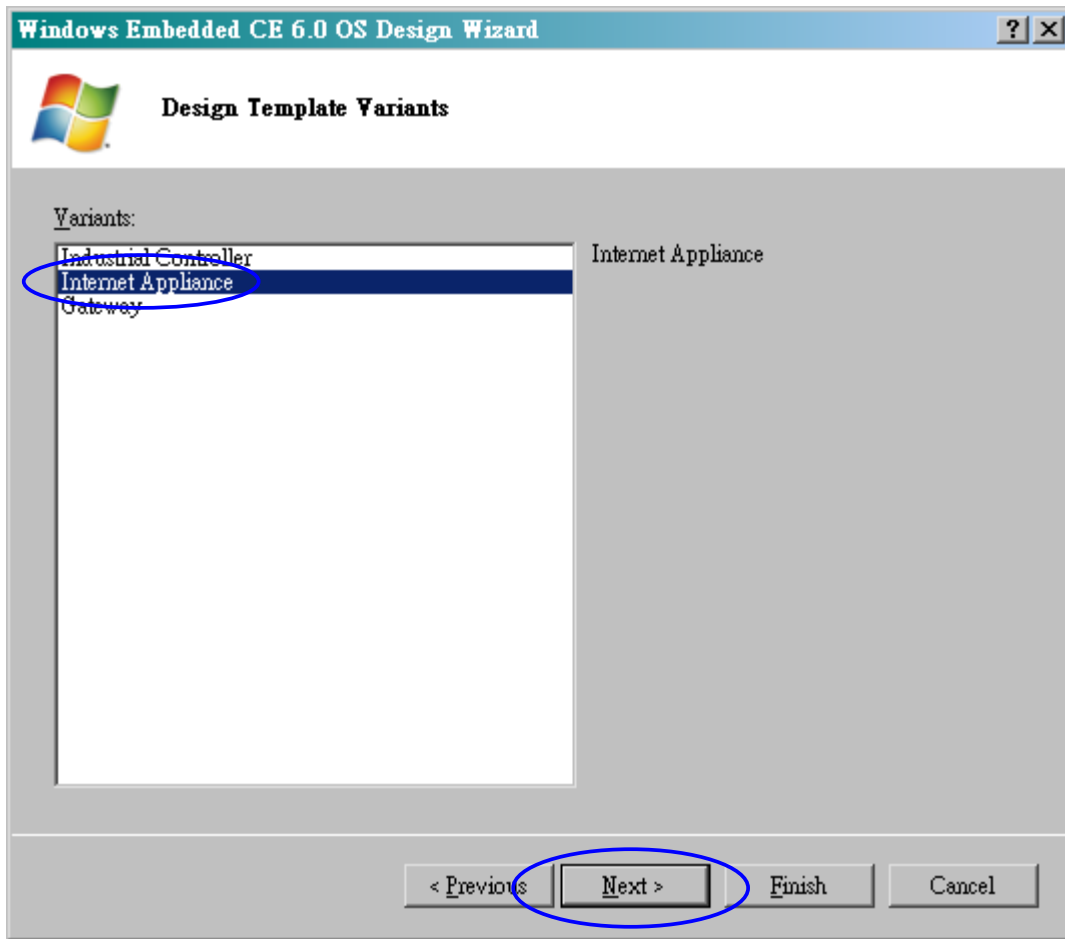 Windows Embedded CE 6.0 OS Design Wizard
Design Template Variants
Variants:
Industrial Controller
Internet Appliance
Gateway
Internet Appliance
< Previous
Next >
Finish
Cancel